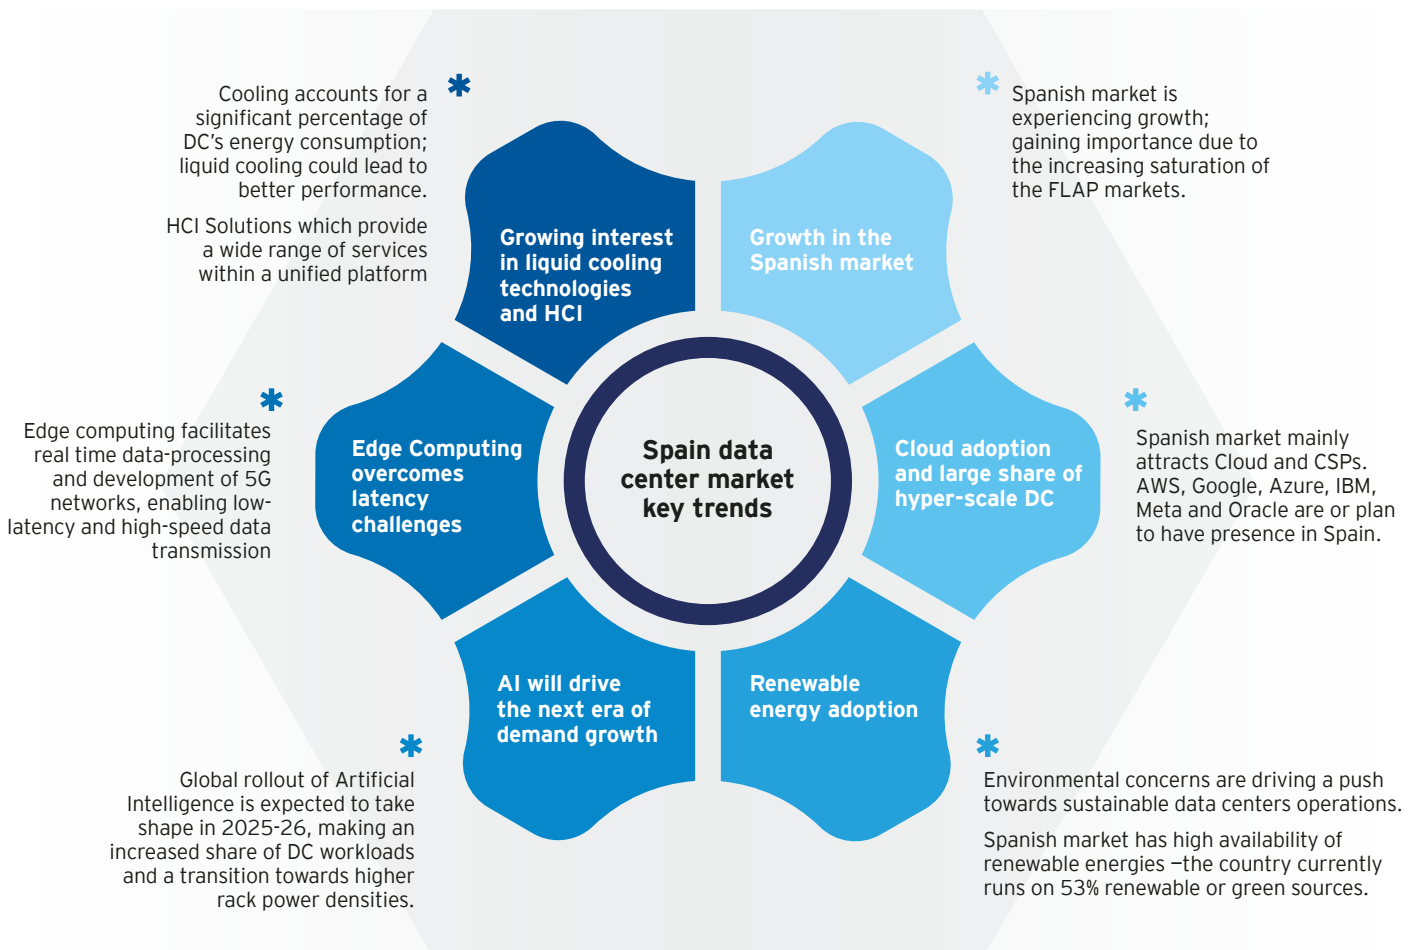 Cooling accounts for a
significant percentage of
DC's energy consumption;
liquid cooling could lead to
better performance.
HCI Solutions which provide
a wide range of services
within a unified platform
Growing interest
in liquid cooling
technologies
and HCI
Spanish market is
experiencing growth;
gaining importance due to
the increasing saturation of
the FLAP markets.
Growth in the
Spanish market
Edge computing facilitates
real time data-processing
and development of 5G
networks, enabling low-
latency and high-speed data
transmission
Edge Computing
overcomes
latency
challenges
Spain data
center market
key trends
Cloud adoption
and large share of
hyper-scale DC
Spanish market mainly
attracts Cloud and CSPs.
AWS, Google, Azure, IBM,
Meta and Oracle are or plan
to have presence in Spain.
AI will drive
the next era of
demand growth
Global rollout of Artificial
Intelligence is expected to take
shape in 2025-26, making an
increased share of DC workloads
and a transition towards higher
rack power densities.
Renewable
energy adoption
Environmental concerns are driving a push
towards sustainable data centers operations.
Spanish market has high availability of
renewable energies —the country currently
runs on 53% renewable or green sources.